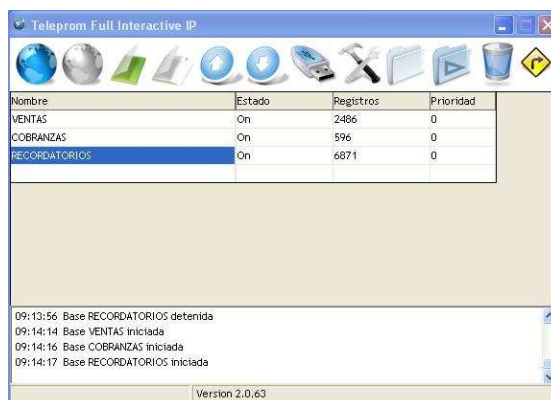 Teleprom Full Interactive IP
Nombre Estado Registros Prioridad
VENTAS On 2486 0
COBRANZAS On 596 0
RECORDATORIOS On 6871 0
09:13:56 Base RECORDATORIOS detenida
09:14:14 Base VENTAS iniciada
09:14:16 Base COBRANZAS iniciada
09:14:17 Base RECORDATORIOS iniciada
Version 2.0.63